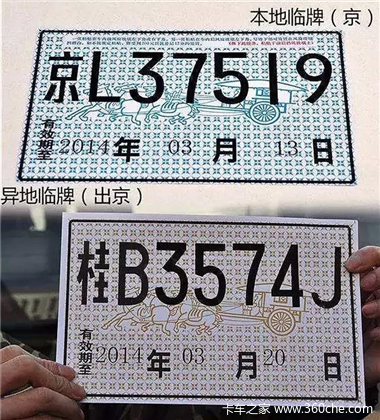 本地临牌（京）
京L37519
有效期至 2014 年 03 月 13 日
异地临牌（出京）
桂B3574J
有效期至 2014 年 03 月 20 日
卡车之家 www.360che.com